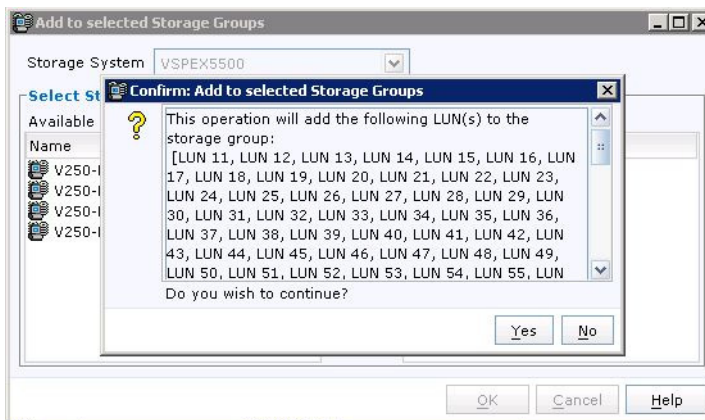 Add to selected Storage Groups
Storage System VSPEX5500
Select St
Confirm: Add to selected Storage Groups
Available
Name
V250-
V250-
V250-
V250-
This operation will add the following LUN(s) to the
storage group:
[LUN 11, LUN 12, LUN 13, LUN 14, LUN 15, LUN 16, LUN
17, LUN 18, LUN 19, LUN 20, LUN 21, LUN 22, LUN 23,
LUN 24, LUN 25, LUN 26, LUN 27, LUN 28, LUN 29, LUN
30, LUN 31, LUN 32, LUN 33, LUN 34, LUN 35, LUN 36,
LUN 37, LUN 38, LUN 39, LUN 40, LUN 41, LUN 42, LUN
43, LUN 44, LUN 45, LUN 46, LUN 47, LUN 48, LUN 49,
LUN 50, LUN 51, LUN 52, LUN 53, LUN 54, LUN 55, LUN
Do you wish to continue?
Yes No
OK Cancel Help